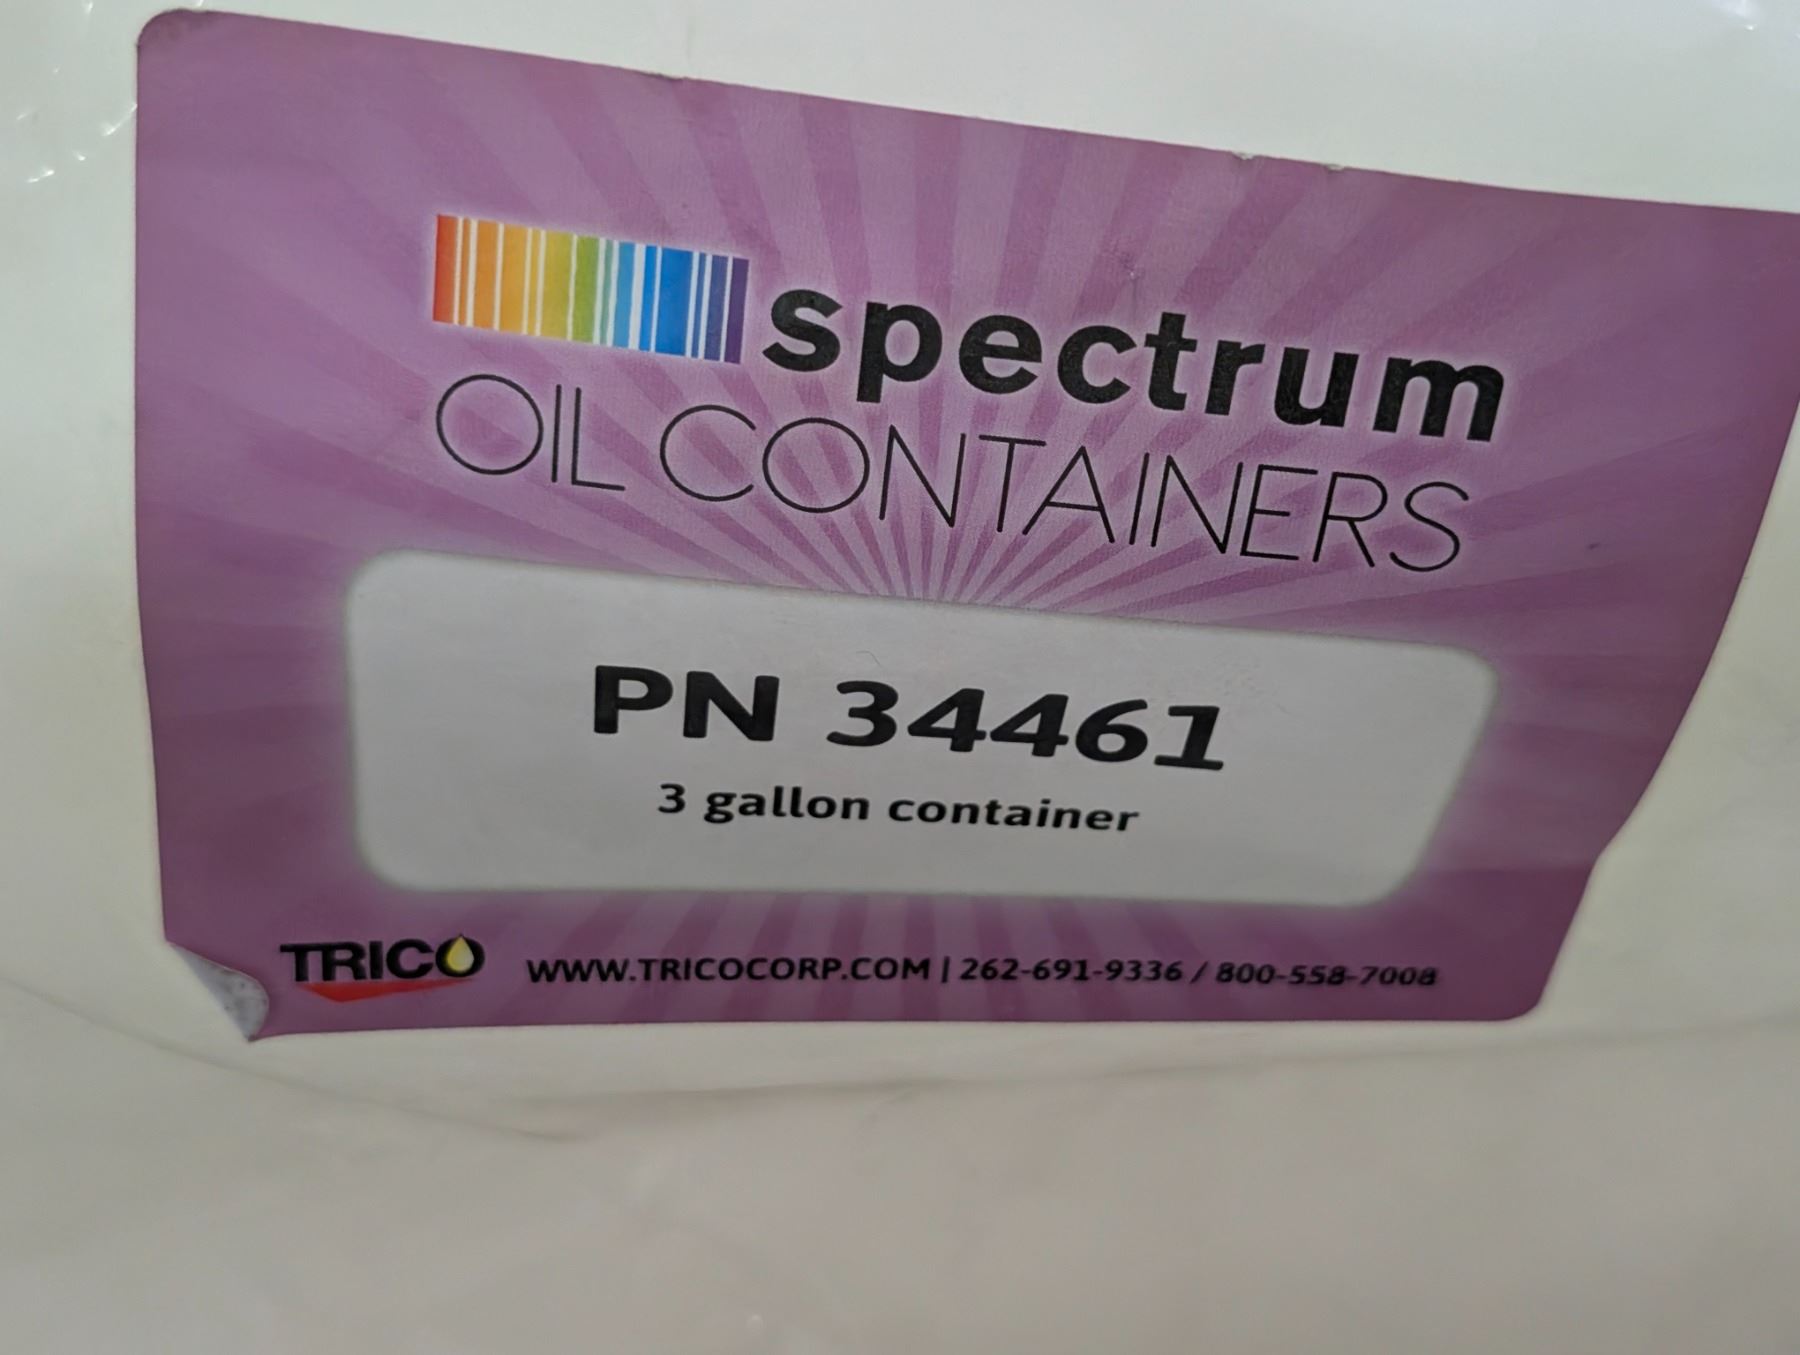 spectrum
OIL CONTAINERS
PN 34461
3 gallon container
TRICO WWW.TRICOCORP.COM | 262-691-9336 / 800-558-7008